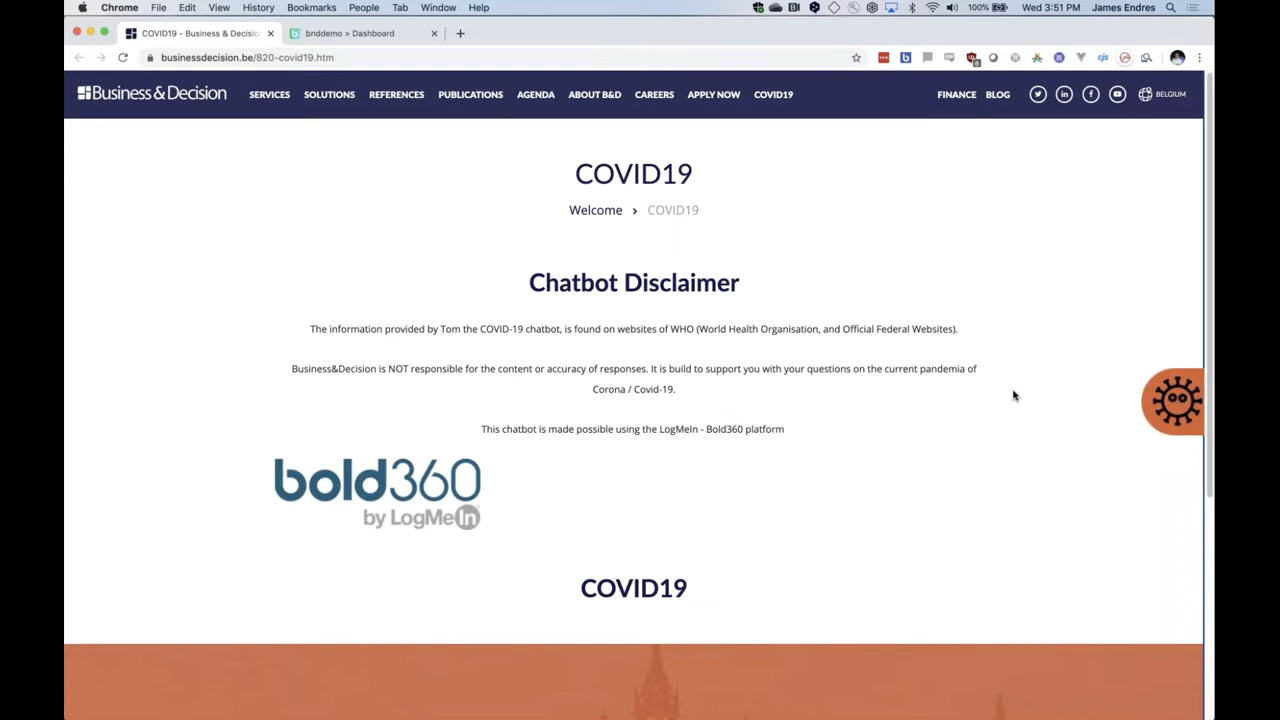 Chrome File Edit View History Bookmarks People Tab Window Help 100% Wed 3:51 PM James Endres
COVID19 - Business & Decisio bnddemo > Dashboard
businessdecision.be/820-covid19.htm
Business & Decision SERVICES SOLUTIONS REFERENCES PUBLICATIONS AGENDA ABOUT B&D CAREERS APPLY NOW COVID19 FINANCE BLOG BELGIUM
COVID19
Welcome › COVID19
Chatbot Disclaimer
The information provided by Tom the COVID-19 chatbot, is found on websites of WHO (World Health Organisation, and Official Federal Websites).
Business&Decision is NOT responsible for the content or accuracy of responses. It is build to support you with your questions on the current pandemia of
Corona / Covid-19.
This chatbot is made possible using the LogMeIn - Bold360 platform
bold360
by LogMeIn
COVID19